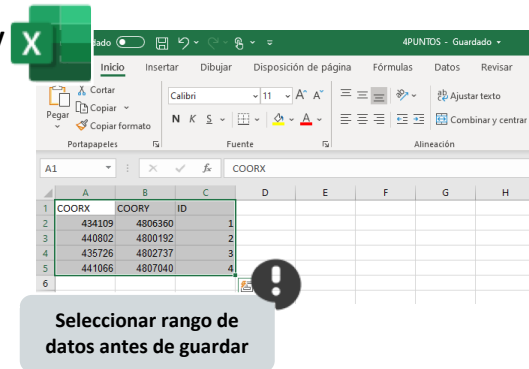 X
dado 4PUNTOS - Guardado
Inicio Insertar Dibujar Disposición de página Fórmulas Datos Revisar
Pegar
Cortar
Copiar
Copiar formato
Portapapeles
Calibri 11 A A
N K S A
Fuente
ab Ajustar texto
Combinar y centrar
Alineación
A1 fx COORX
A B C D E F G H
1 COORX COORY ID
2 434109 4806360 1
3 440802 4800192 2
4 435726 4802737 3
5 441066 4807040 4
6
!
Seleccionar rango de
datos antes de guardar